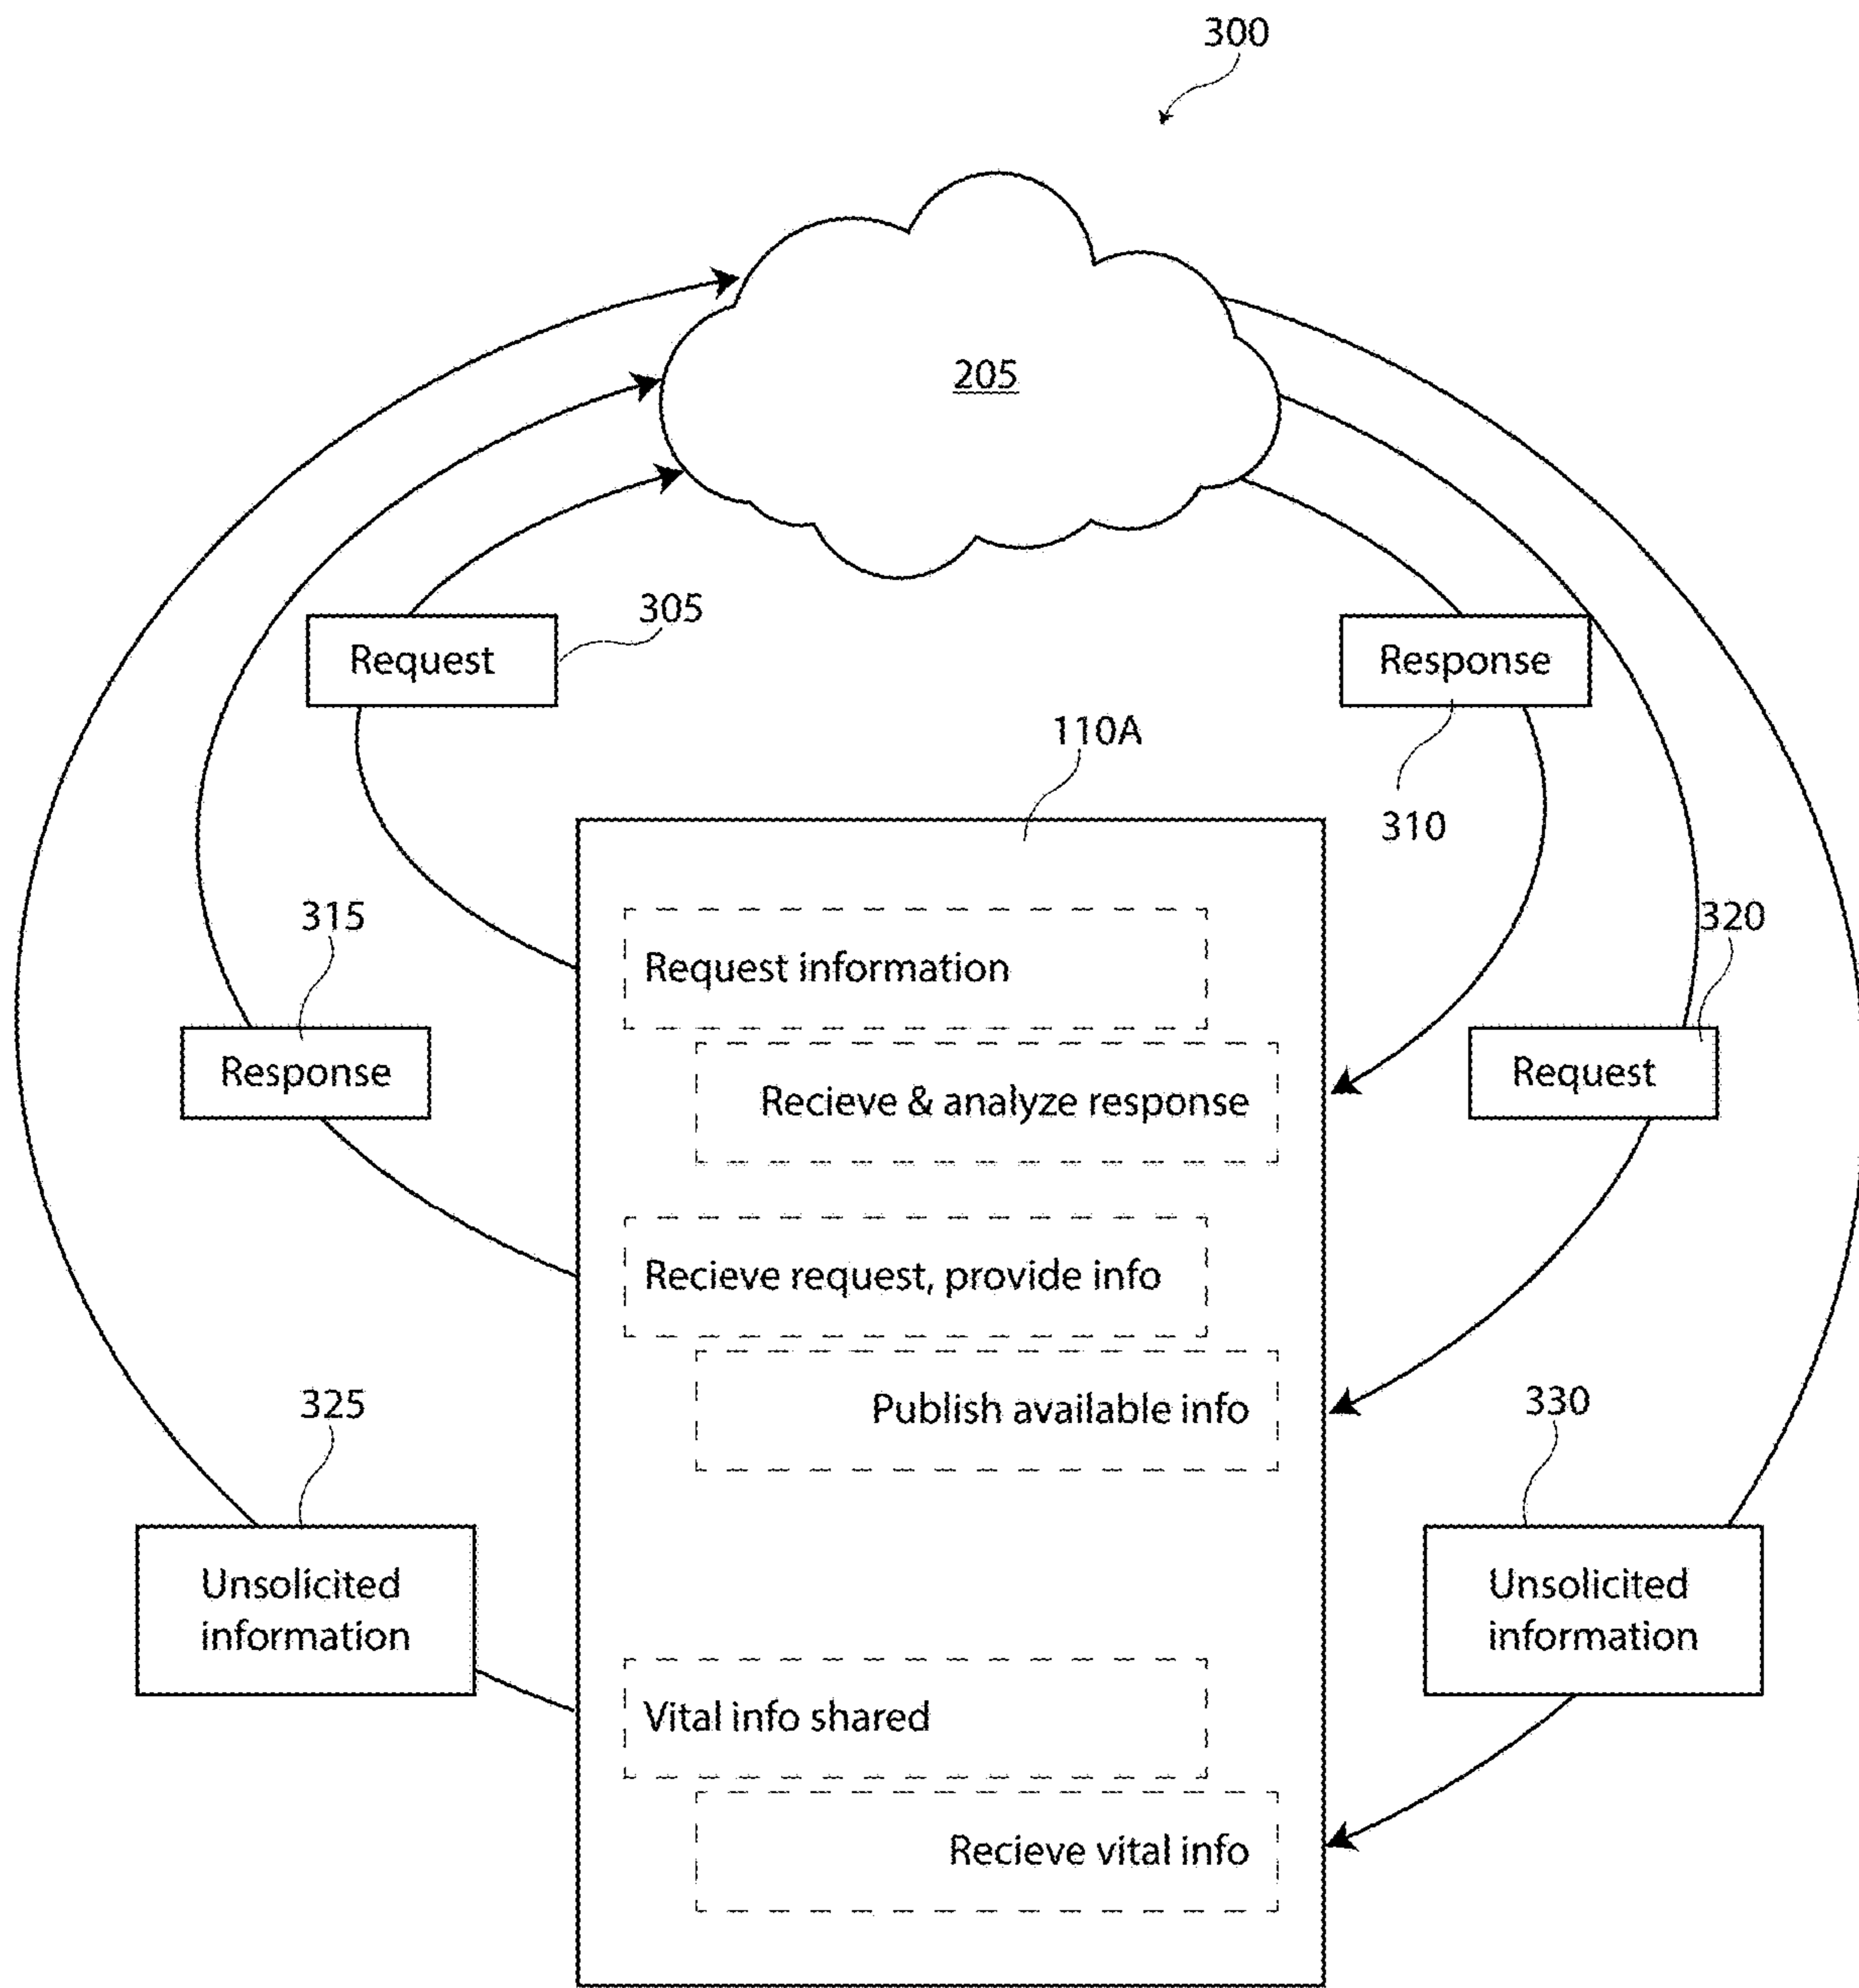 300
205
305
Request
Response
110A
310
315
320
Request information
Response
Request
Recieve & analyze response
Recieve request, provide info
325
Publish available info
330
Unsolicited
information
Unsolicited
information
Vital info shared
Recieve vital info